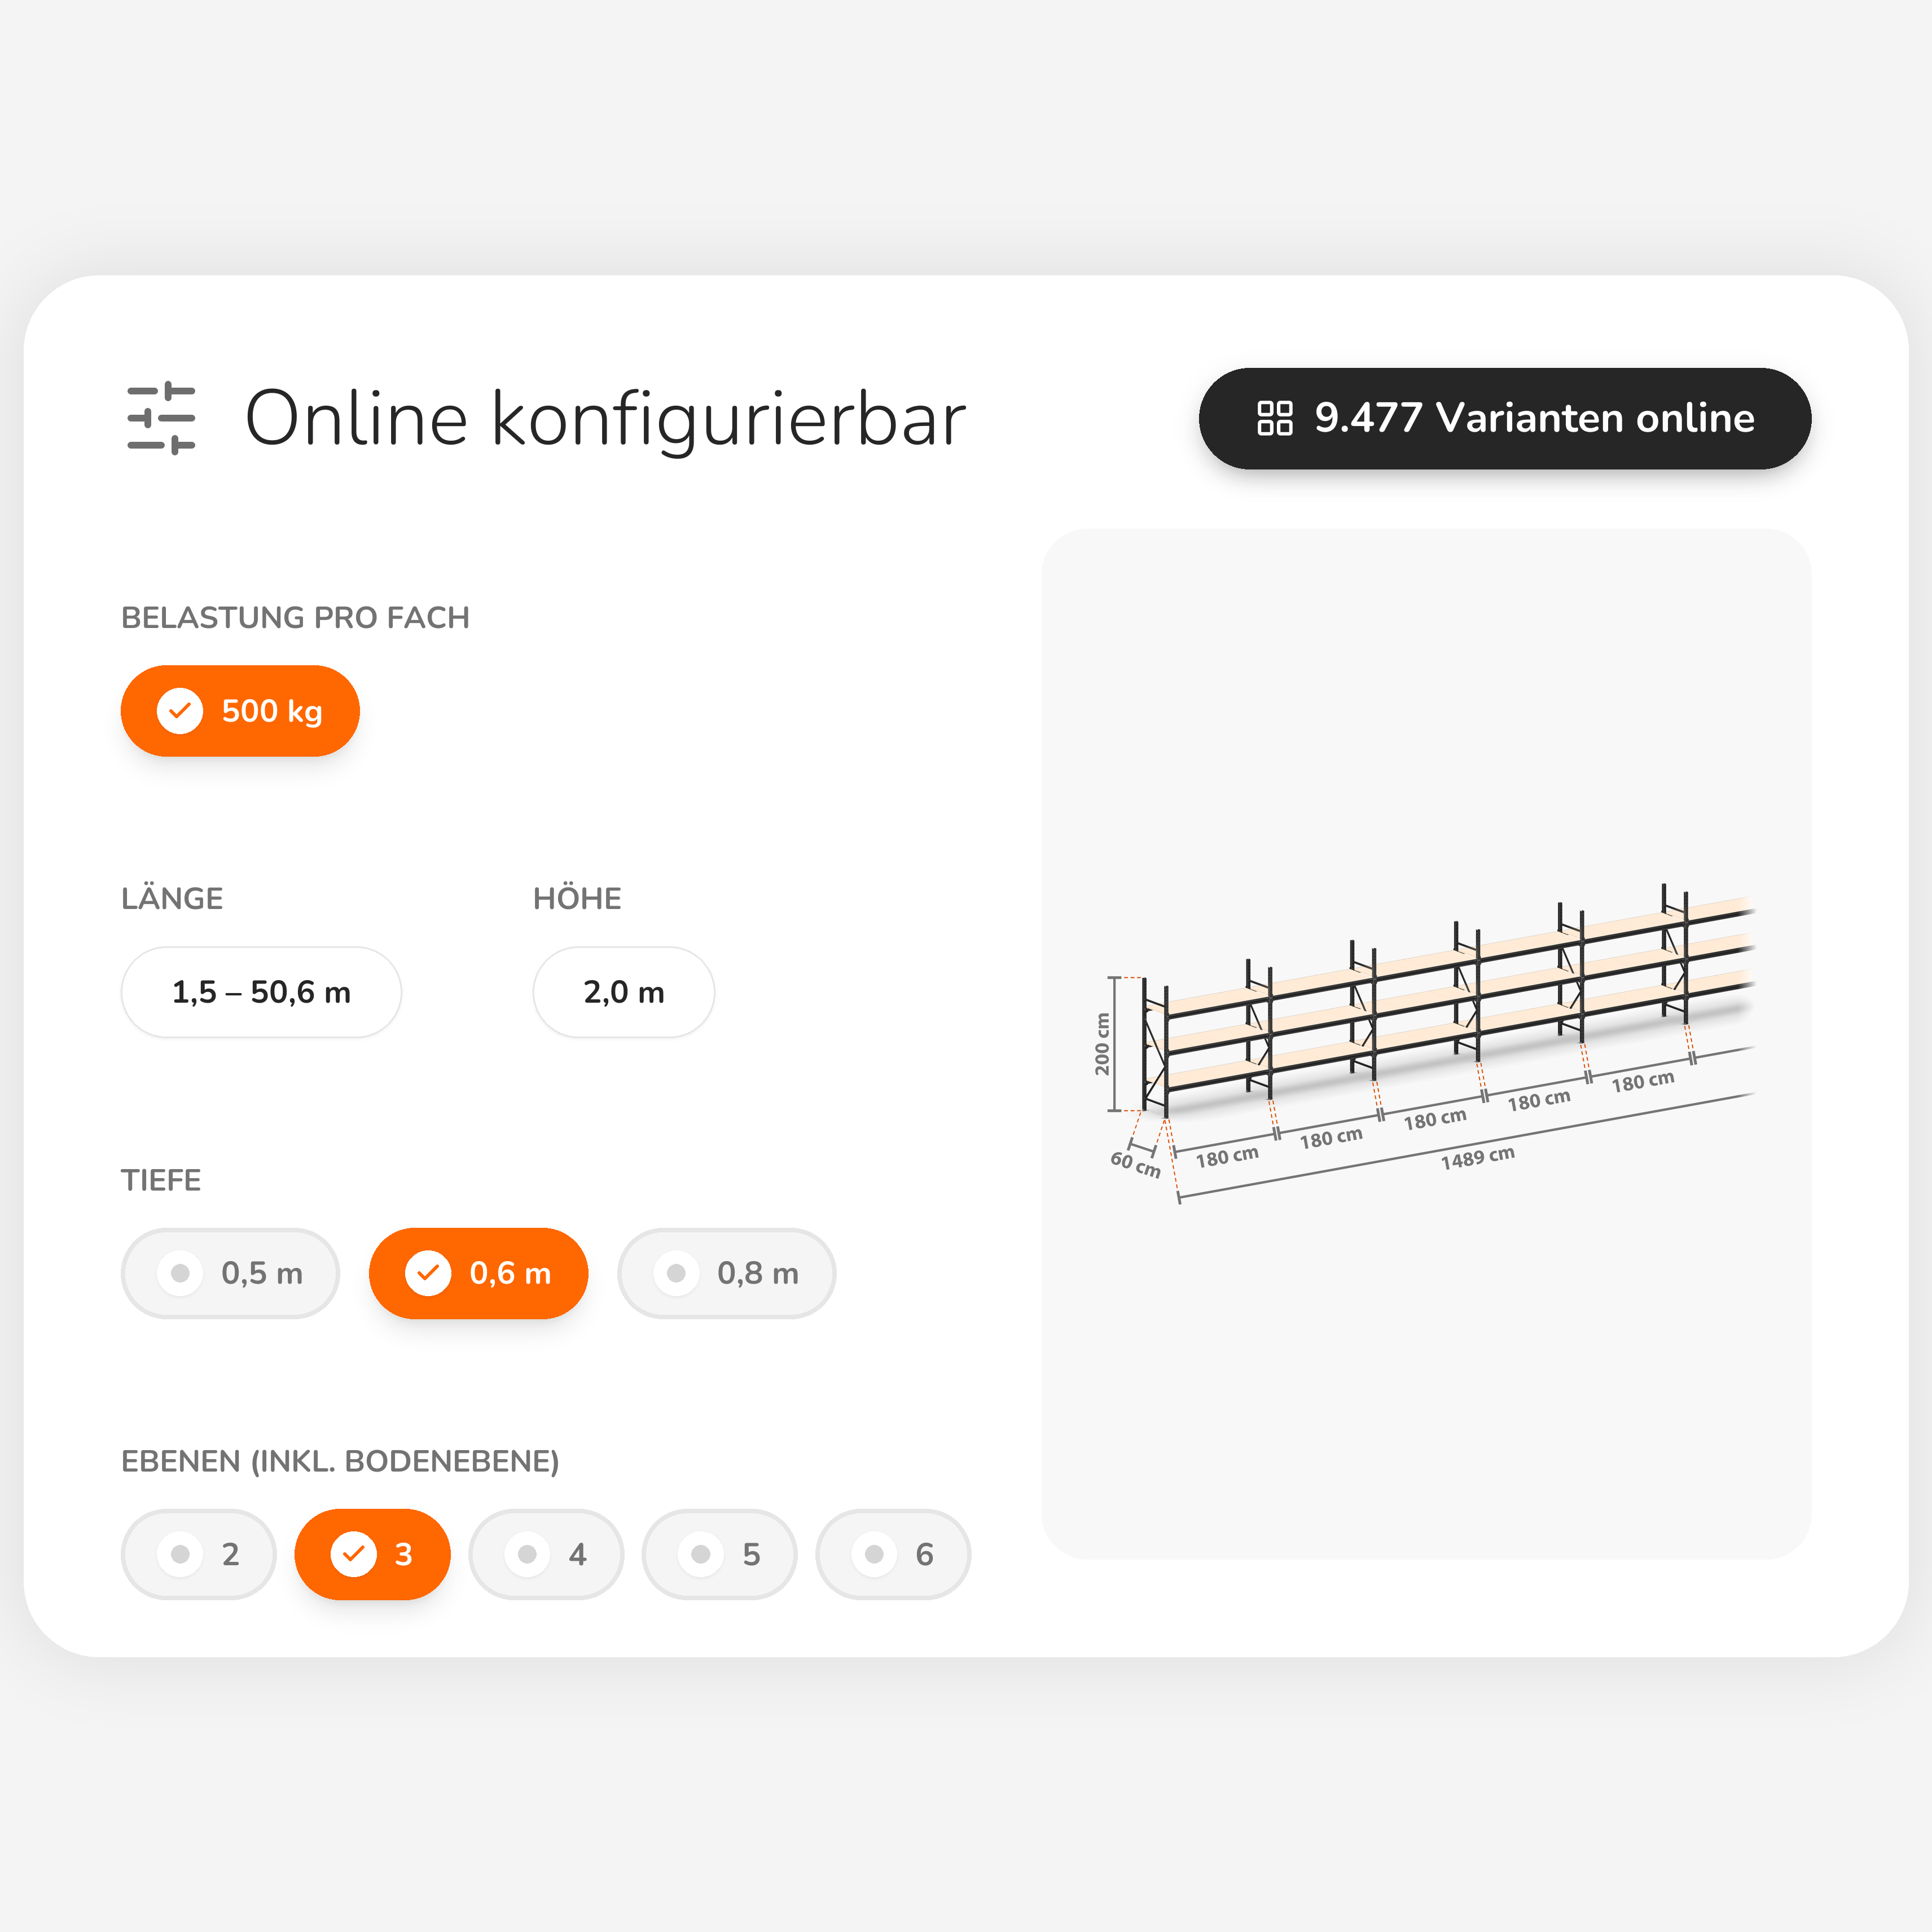 Online konfigurierbar
9.477 Varianten online
BELASTUNG PRO FACH
500 kg
LÄNGE
HÖHE
1,5 – 50,6 m
2,0 m
TIEFE
0,5 m
0,6 m
0,8 m
EBENEN (INKL. BODENEBENE)
2
3
4
5
6
200 cm
60 cm
180 cm
180 cm
180 cm
180 cm
180 cm
1489 cm